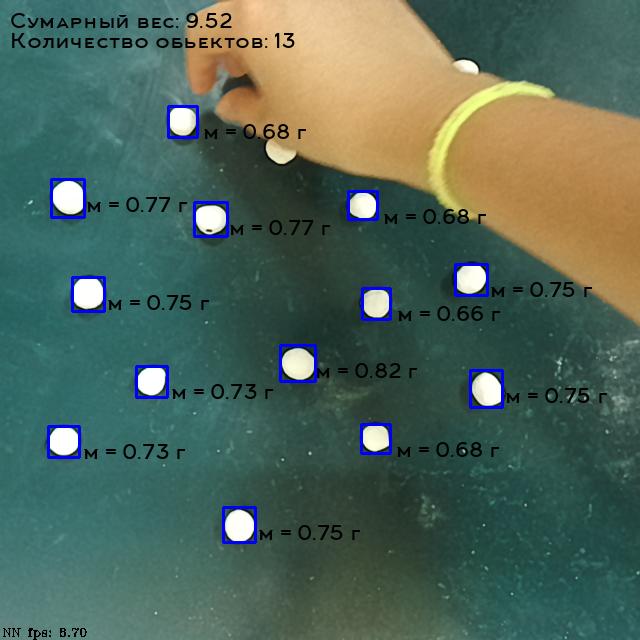 Сумарный вес: 9.52
Количество обьектов: 13
м = 0.68 г
м = 0.77 г
м = 0.77 г
м = 0.68 г
м = 0.75 г
м = 0.75 г
м = 0.66 г
м = 0.82 г
м = 0.73 г
м = 0.75 г
м = 0.73 г
м = 0.68 г
м = 0.75 г
NN fps: 8.70